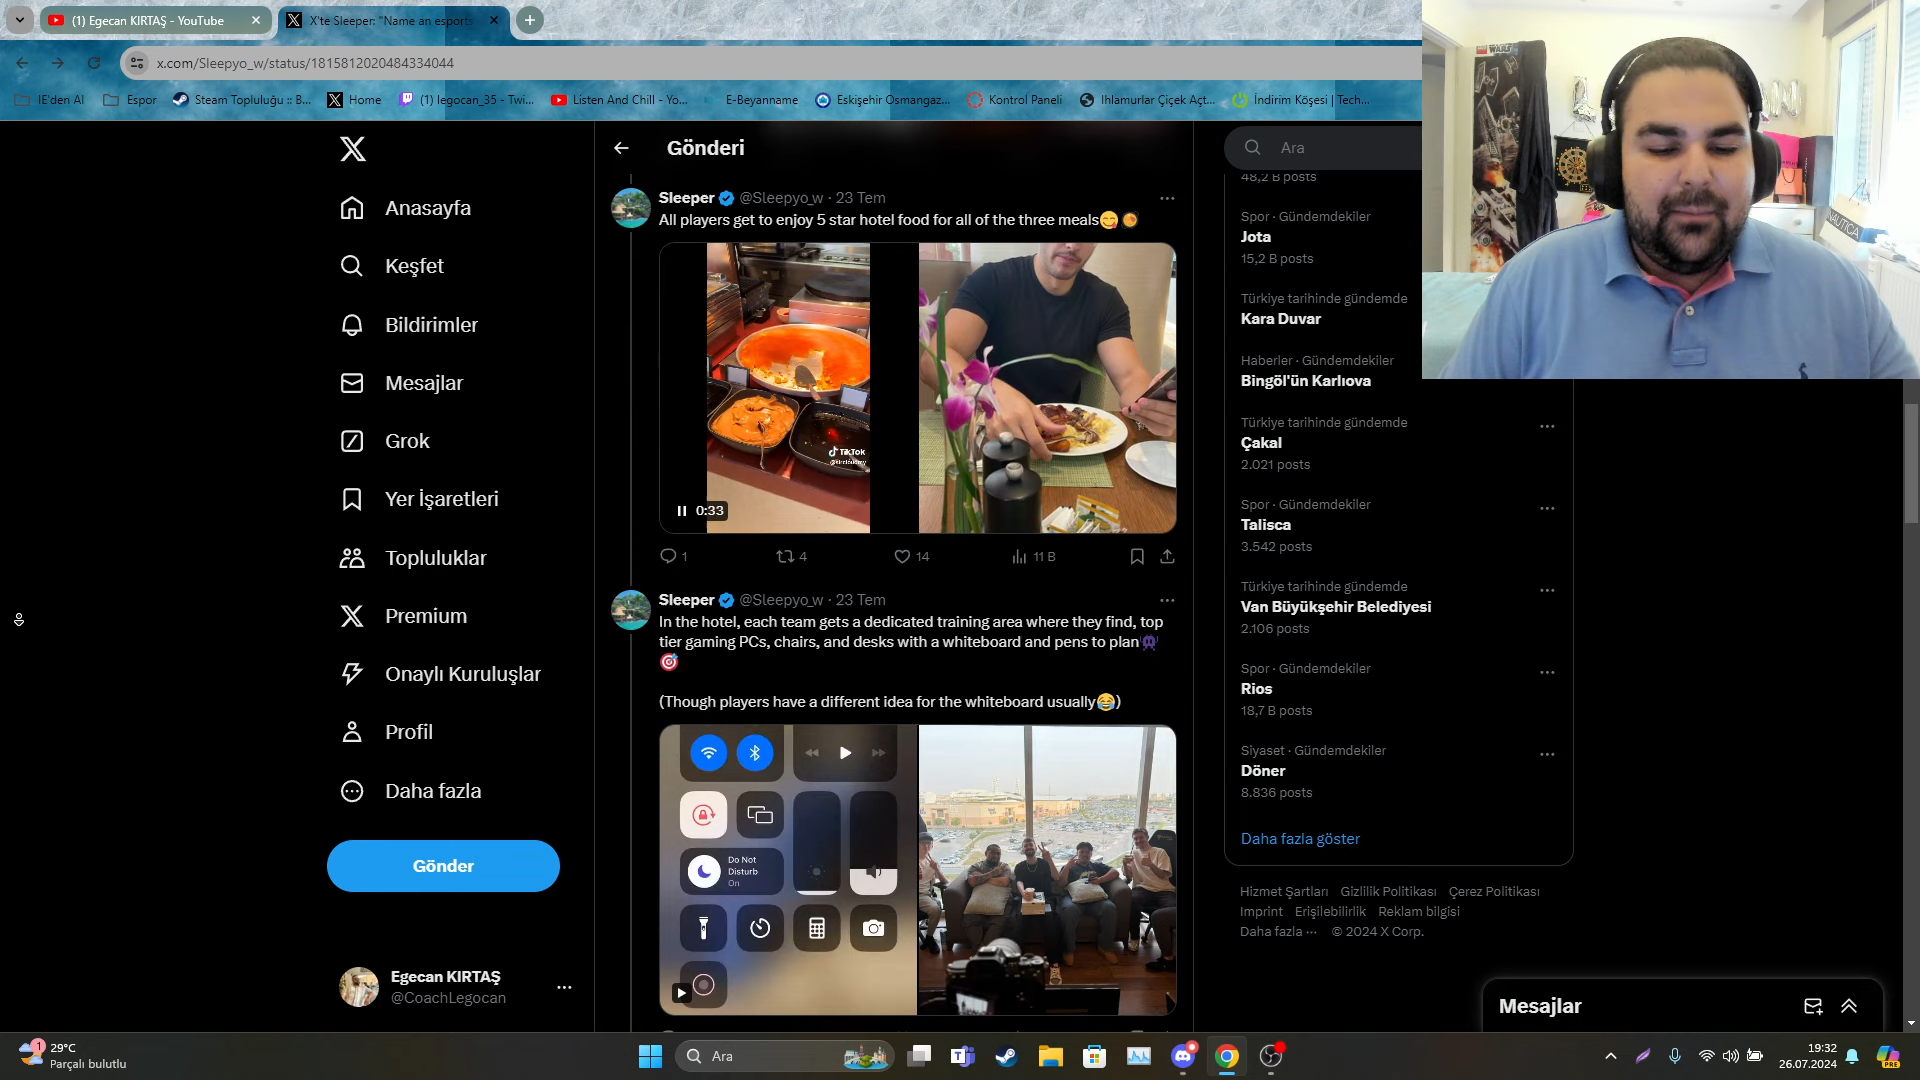 (1) Egecan KIRTAŞ - YouTube
X'te Sleeper: "Name an esports
x.com/Sleepyo_w/status/1815812020484334044
IE'den Al
Espor
Steam Topluluğu :: B...
Home
(1) legocan_35 - Twi...
Listen And Chill - Yo...
E-Beyanname
Eskişehir Osmangaz...
Kontrol Paneli
Ihlamurlar Çiçek Açt...
İndirim Köşesi | Tech...
Anasayfa
Keşfet
Bildirimler
Mesajlar
Grok
Yer İşaretleri
Topluluklar
Premium
Onaylı Kuruluşlar
Profil
Daha fazla
Gönder
Egecan KIRTAŞ
@CoachLegocan
Gönderi
Sleeper @Sleepyo_w · 23 Tem
All players get to enjoy 5 star hotel food for all of the three meals😋🥘
TikTok
0:33
1
4
14
11 B
Sleeper @Sleepyo_w · 23 Tem
In the hotel, each team gets a dedicated training area where they find, top
tier gaming PCs, chairs, and desks with a whiteboard and pens to plan👾
🎯
(Though players have a different idea for the whiteboard usually😂)
Do Not
Disturb
On
Ara
48,2 B posts
Spor · Gündemdekiler
Jota
15,2 B posts
Türkiye tarihinde gündemde
Kara Duvar
Haberler · Gündemdekiler
Bingöl'ün Karlıova
Türkiye tarihinde gündemde
Çakal
2.021 posts
Spor · Gündemdekiler
Talisca
3.542 posts
Türkiye tarihinde gündemde
Van Büyükşehir Belediyesi
2.106 posts
Spor · Gündemdekiler
Rios
18,7 B posts
Siyaset · Gündemdekiler
Döner
8.836 posts
Daha fazla göster
Hizmet Şartları Gizlilik Politikası Çerez Politikası
Imprint Erişilebilirlik Reklam bilgisi
Daha fazla ··· © 2024 X Corp.
Mesajlar
STAR WARS
NAUTICA
1
29°C
Parçalı bulutlu
Ara
19:32
26.07.2024
PRE